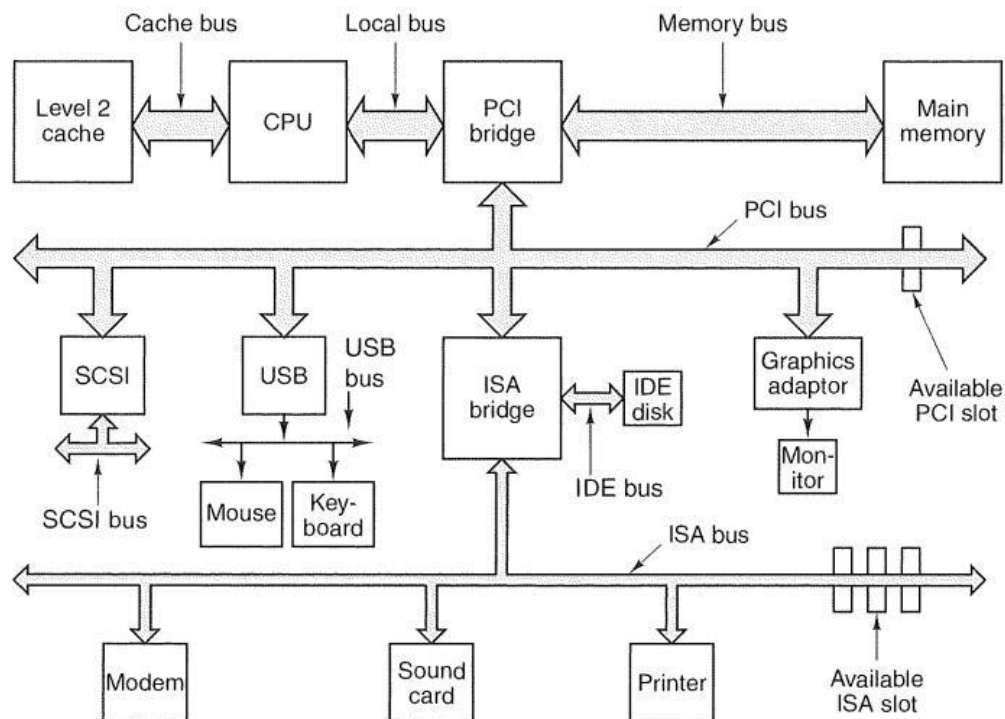 Cache bus
Local bus
Memory bus
Level 2
cache
CPU
PCI
bridge
Main
memory
PCI bus
SCSI
USB
USB
bus
ISA
bridge
IDE
disk
Graphics
adaptor
Available
PCI slot
Mon-
itor
SCSI bus
Mouse
Key-
board
IDE bus
ISA bus
Modem
Sound
card
Printer
Available
ISA slot